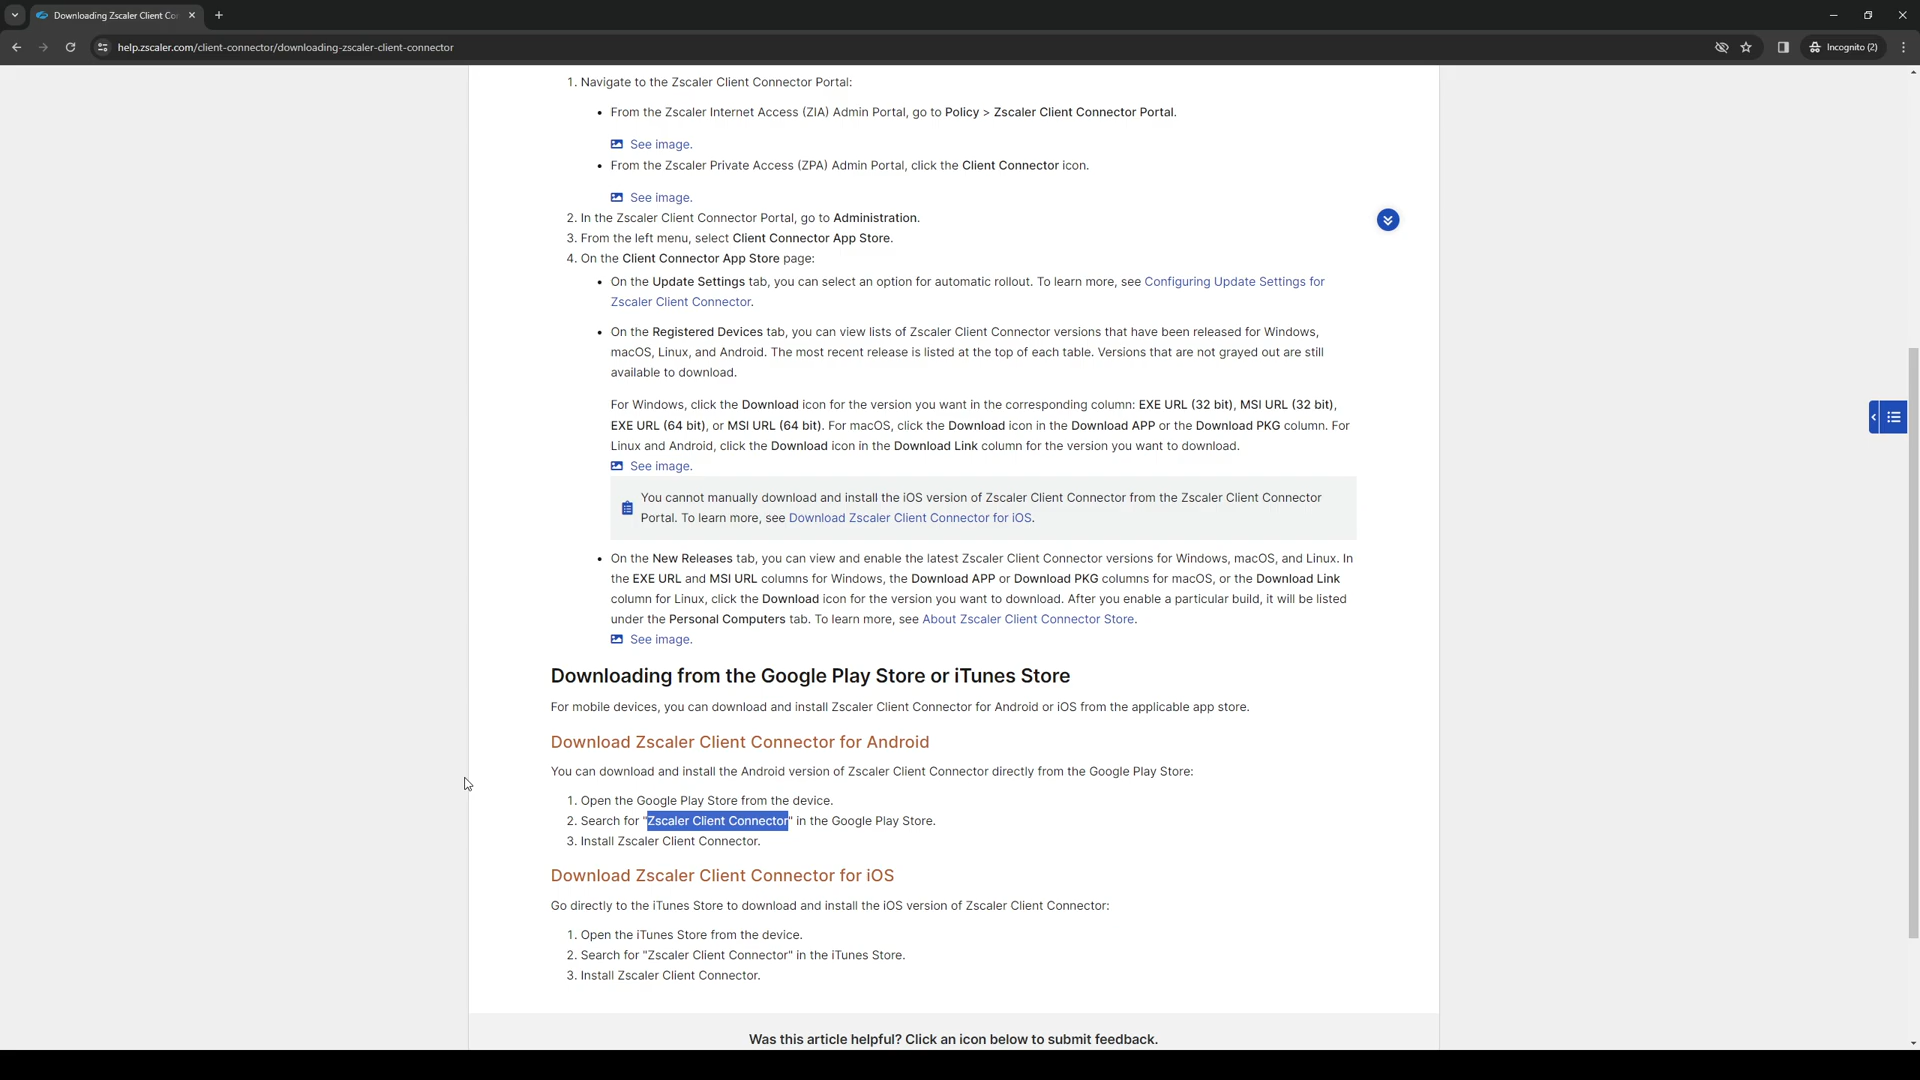 Downloading Zscaler Client Co
help.zscaler.com/client-connector/downloading-zscaler-client-connector
Incognito (2)
1. Navigate to the Zscaler Client Connector Portal:
• From the Zscaler Internet Access (ZIA) Admin Portal, go to Policy > Zscaler Client Connector Portal.
See image.
• From the Zscaler Private Access (ZPA) Admin Portal, click the Client Connector icon.
See image.
2. In the Zscaler Client Connector Portal, go to Administration.
3. From the left menu, select Client Connector App Store.
4. On the Client Connector App Store page:
• On the Update Settings tab, you can select an option for automatic rollout. To learn more, see Configuring Update Settings for
Zscaler Client Connector.
• On the Registered Devices tab, you can view lists of Zscaler Client Connector versions that have been released for Windows,
macOS, Linux, and Android. The most recent release is listed at the top of each table. Versions that are not grayed out are still
available to download.
For Windows, click the Download icon for the version you want in the corresponding column: EXE URL (32 bit), MSI URL (32 bit),
EXE URL (64 bit), or MSI URL (64 bit). For macOS, click the Download icon in the Download APP or the Download PKG column. For
Linux and Android, click the Download icon in the Download Link column for the version you want to download.
See image.
You cannot manually download and install the iOS version of Zscaler Client Connector from the Zscaler Client Connector
Portal. To learn more, see Download Zscaler Client Connector for iOS.
• On the New Releases tab, you can view and enable the latest Zscaler Client Connector versions for Windows, macOS, and Linux. In
the EXE URL and MSI URL columns for Windows, the Download APP or Download PKG columns for macOS, or the Download Link
column for Linux, click the Download icon for the version you want to download. After you enable a particular build, it will be listed
under the Personal Computers tab. To learn more, see About Zscaler Client Connector Store.
See image.
Downloading from the Google Play Store or iTunes Store
For mobile devices, you can download and install Zscaler Client Connector for Android or iOS from the applicable app store.
Download Zscaler Client Connector for Android
You can download and install the Android version of Zscaler Client Connector directly from the Google Play Store:
1. Open the Google Play Store from the device.
2. Search for "Zscaler Client Connector" in the Google Play Store.
3. Install Zscaler Client Connector.
Download Zscaler Client Connector for iOS
Go directly to the iTunes Store to download and install the iOS version of Zscaler Client Connector:
1. Open the iTunes Store from the device.
2. Search for "Zscaler Client Connector" in the iTunes Store.
3. Install Zscaler Client Connector.
Was this article helpful? Click an icon below to submit feedback.